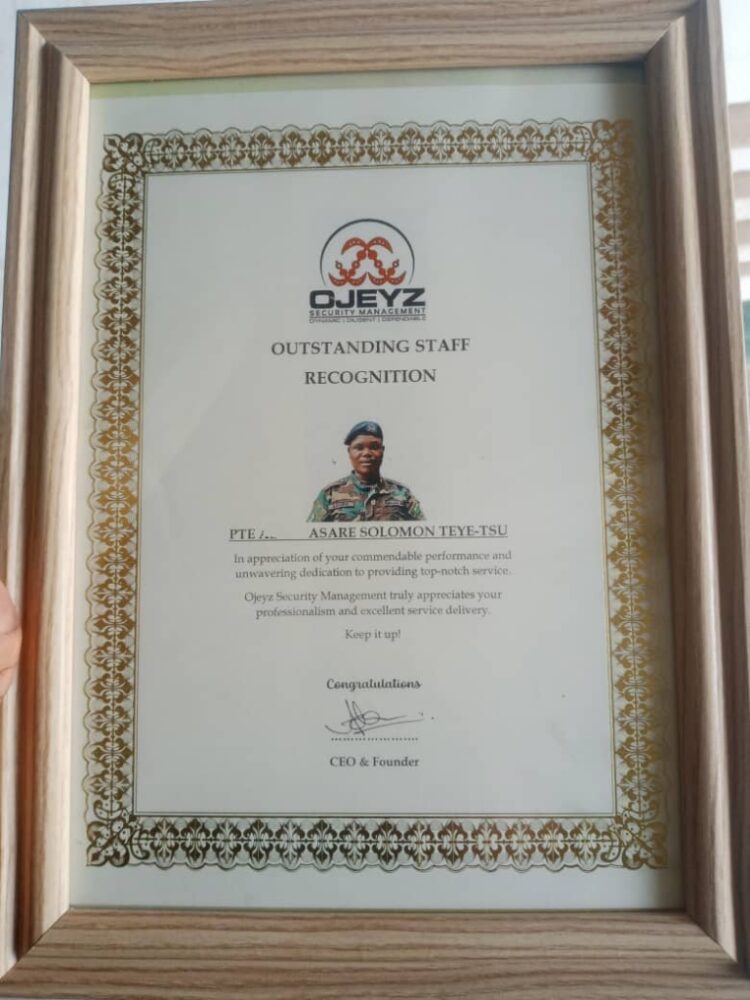 OJEYZ
SECURITY MANAGEMENT
DYNAMIC | DILIGENT | DEPENDABLE
OUTSTANDING STAFF
RECOGNITION
PTE ASARE SOLOMON TEYE-TSU
In appreciation of your commendable performance and
unwavering dedication to providing top-notch service.
Ojeyz Security Management truly appreciates your
professionalism and excellent service delivery.
Keep it up!
Congratulations
CEO & Founder